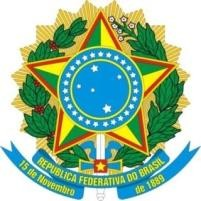 REPÚBLICA FEDERATIVA DO BRASIL
15 de Novembro
de 1889